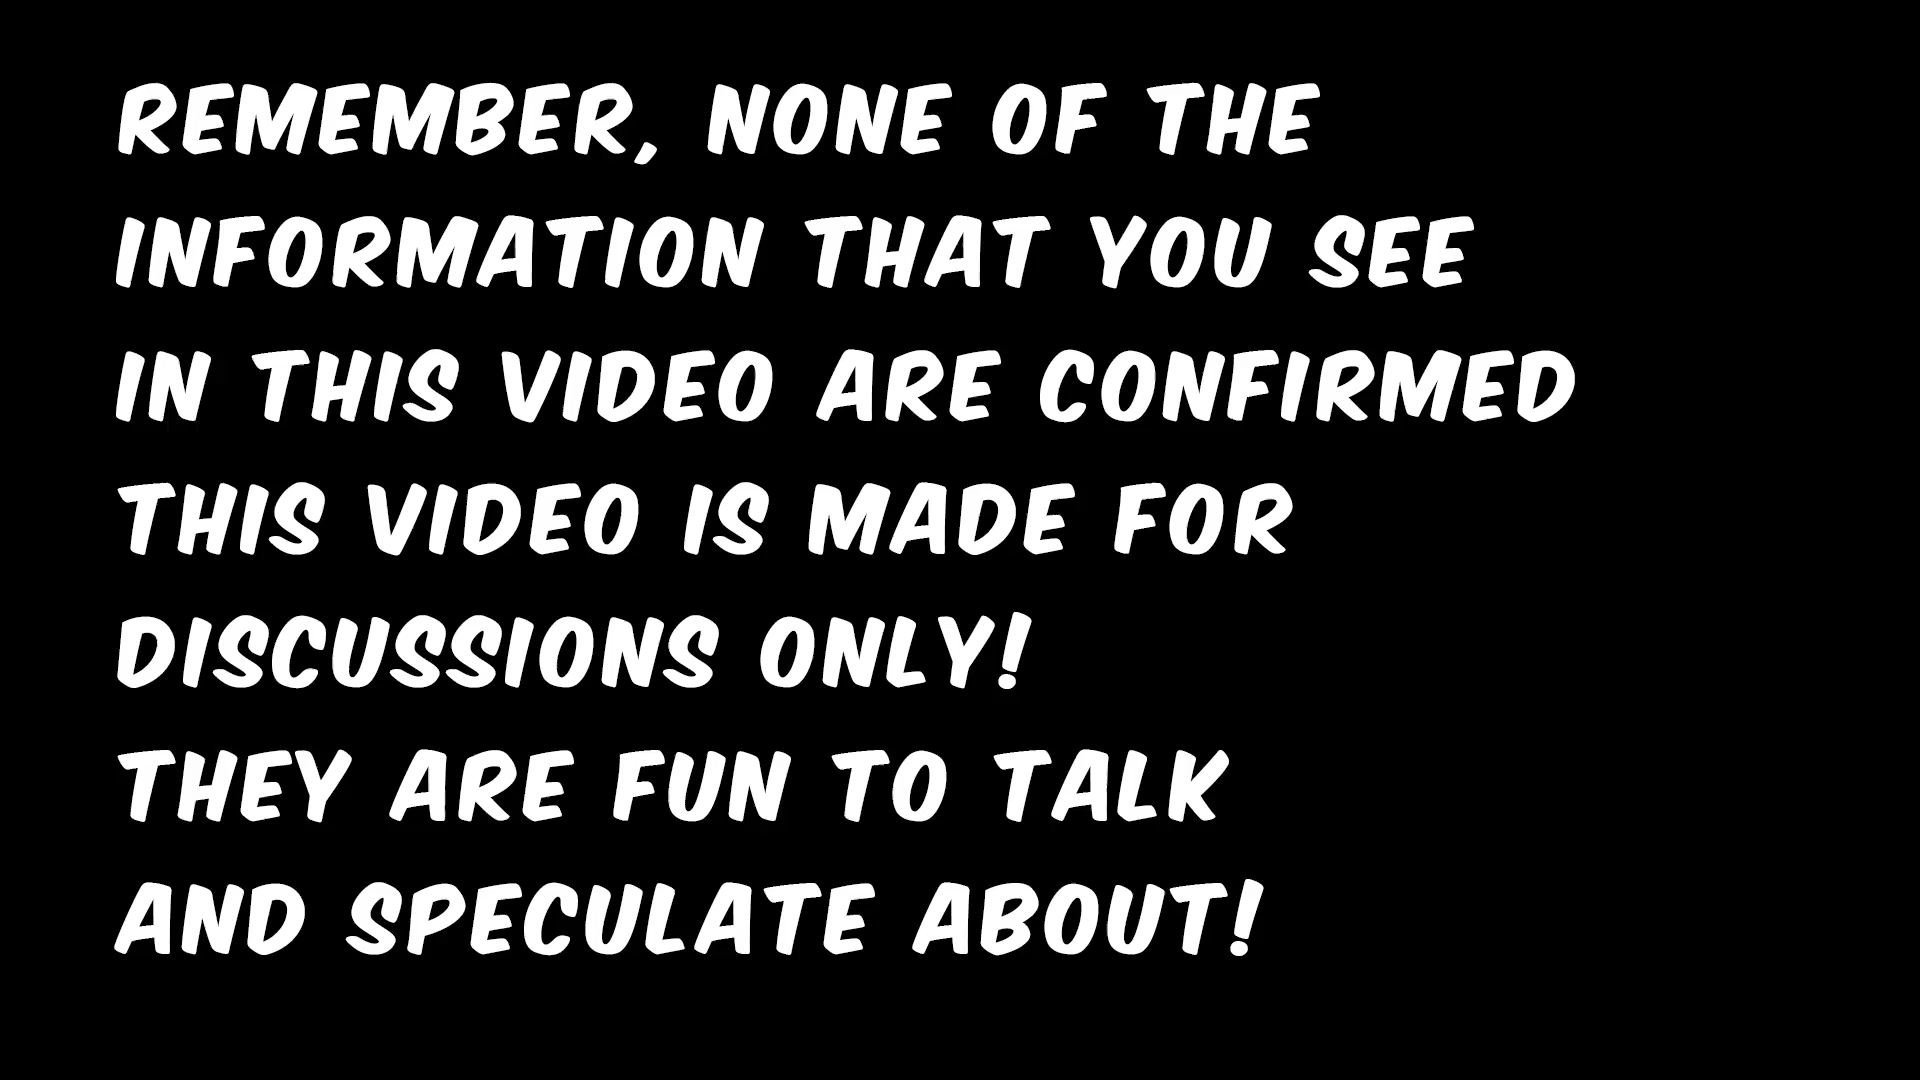 REMEMBER, NONE OF THE
INFORMATION THAT YOU SEE
IN THIS VIDEO ARE CONFIRMED
THIS VIDEO IS MADE FOR
DISCUSSIONS ONLY!
THEY ARE FUN TO TALK
AND SPECULATE ABOUT!